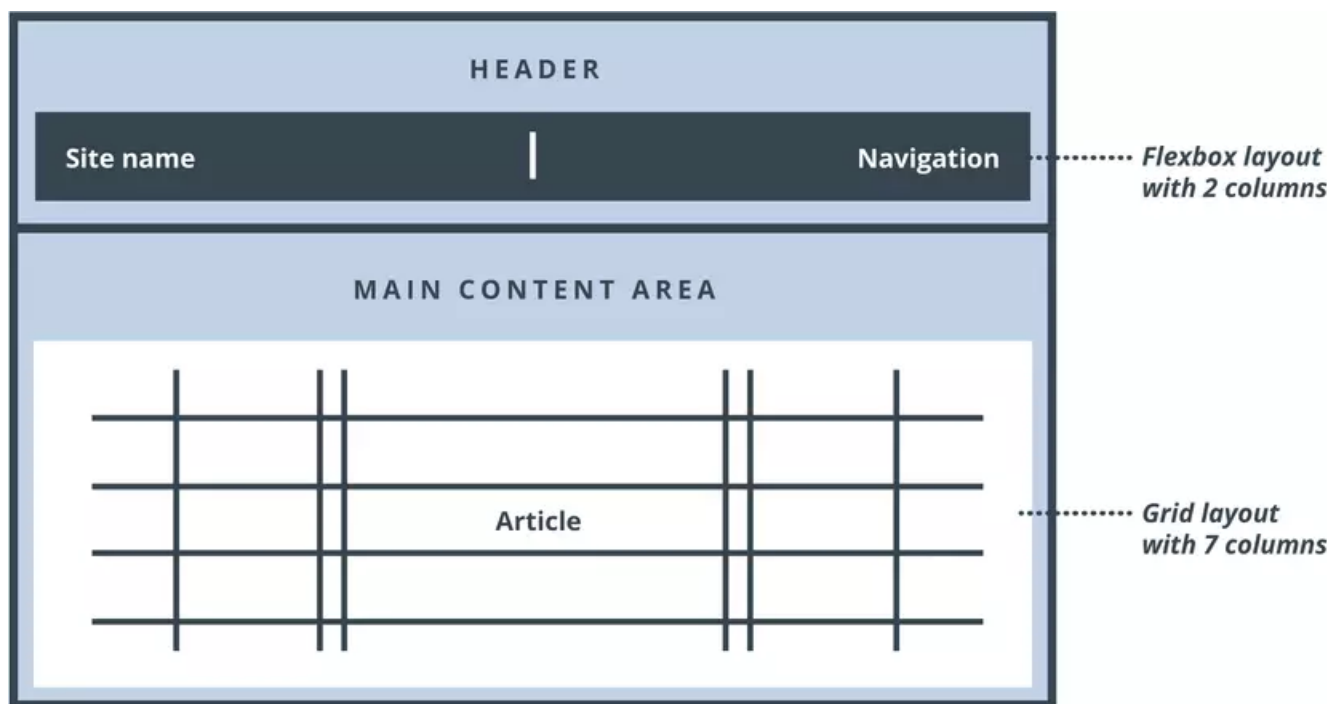 HEADER
Site name
Navigation
Flexbox layout
with 2 columns
MAIN CONTENT AREA
Article
Grid layout
with 7 columns